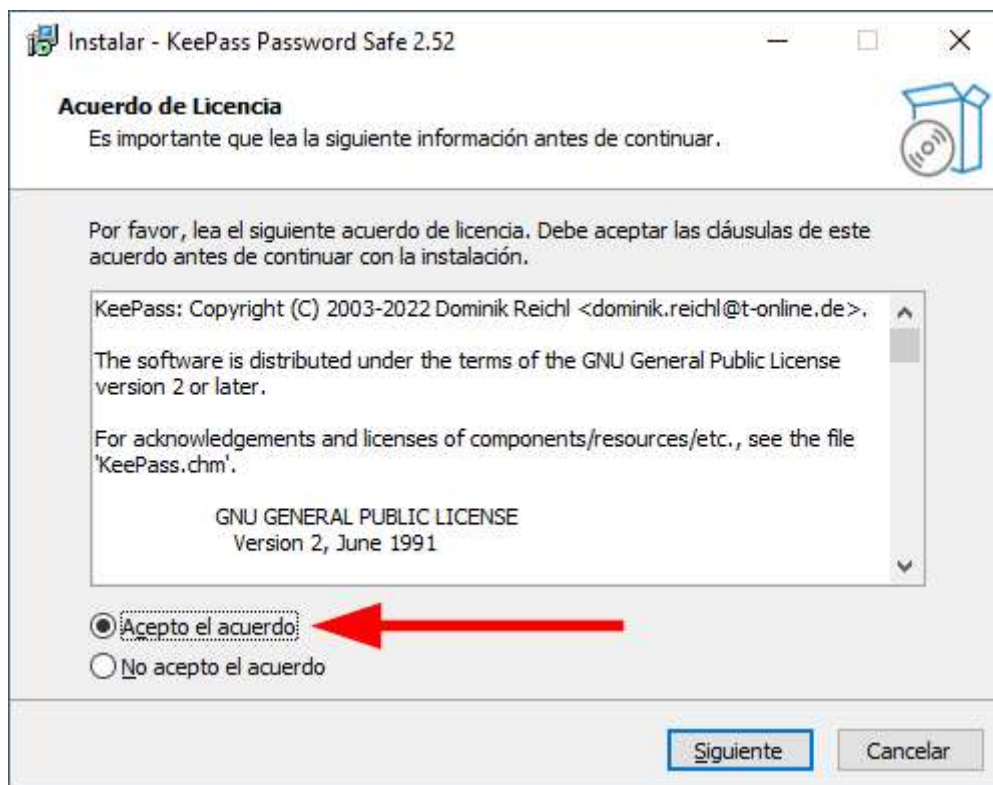 Instalar - KeePass Password Safe 2.52
Acuerdo de Licencia
Es importante que lea la siguiente información antes de continuar.
Por favor, lea el siguiente acuerdo de licencia. Debe aceptar las cláusulas de este
acuerdo antes de continuar con la instalación.
KeePass: Copyright (C) 2003-2022 Dominik Reichl <dominik.reichl@t-online.de>.
The software is distributed under the terms of the GNU General Public License
version 2 or later.
For acknowledgements and licenses of components/resources/etc., see the file
'KeePass.chm'.
GNU GENERAL PUBLIC LICENSE
Version 2, June 1991
Acepto el acuerdo
No acepto el acuerdo
Siguiente Cancelar